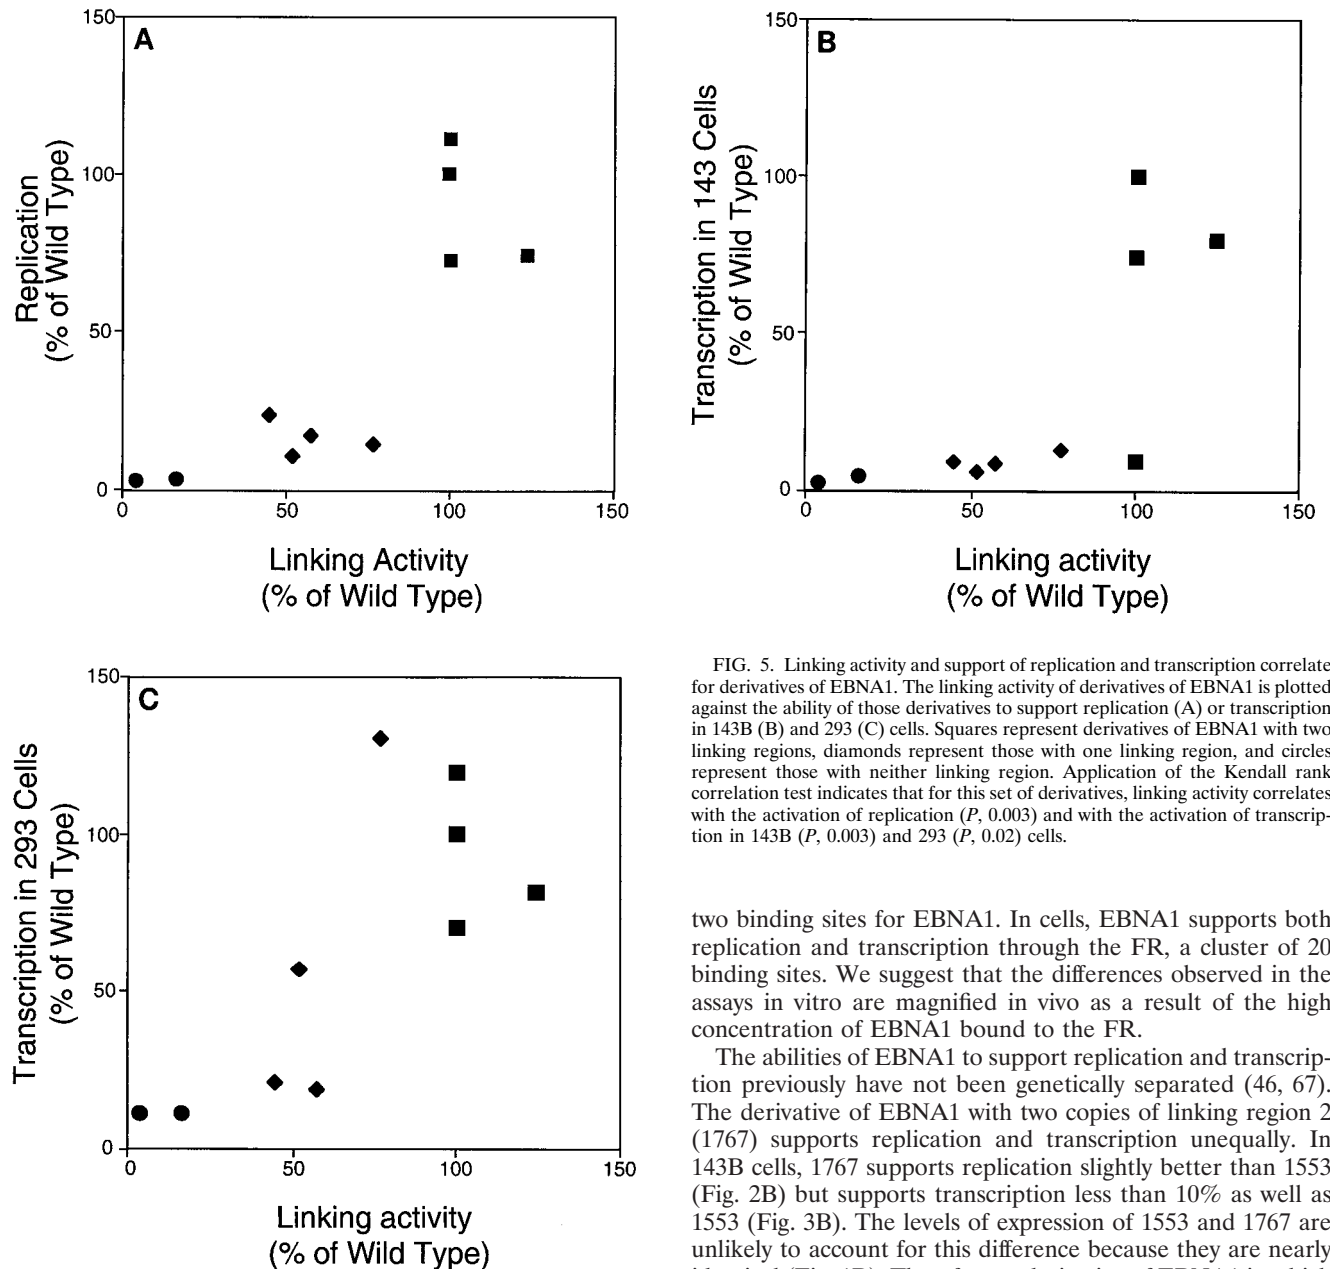 A
150
100
50
0
0
50
100
150
Replication
(% of Wild Type)
Linking Activity
(% of Wild Type)
B
150
100
50
0
0
50
100
150
Transcription in 143 Cells
(% of Wild Type)
Linking activity
(% of Wild Type)
C
150
100
50
0
0
50
100
150
Transcription in 293 Cells
(% of Wild Type)
Linking activity
(% of Wild Type)
FIG. 5. Linking activity and support of replication and transcription correlate
for derivatives of EBNA1. The linking activity of derivatives of EBNA1 is plotted
against the ability of those derivatives to support replication (A) or transcription
in 143B (B) and 293 (C) cells. Squares represent derivatives of EBNA1 with two
linking regions, diamonds represent those with one linking region, and circles
represent those with neither linking region. Application of the Kendall rank
correlation test indicates that for this set of derivatives, linking activity correlates
with the activation of replication (P, 0.003) and with the activation of transcrip-
tion in 143B (P, 0.003) and 293 (P, 0.02) cells.
two binding sites for EBNA1. In cells, EBNA1 supports both
replication and transcription through the FR, a cluster of 20
binding sites. We suggest that the differences observed in the
assays in vitro are magnified in vivo as a result of the high
concentration of EBNA1 bound to the FR.
The abilities of EBNA1 to support replication and transcrip-
tion previously have not been genetically separated (46, 67).
The derivative of EBNA1 with two copies of linking region 2
(1767) supports replication and transcription unequally. In
143B cells, 1767 supports replication slightly better than 1553
(Fig. 2B) but supports transcription less than 10% as well as
1553 (Fig. 3B). The levels of expression of 1553 and 1767 are
unlikely to account for this difference because they are nearly